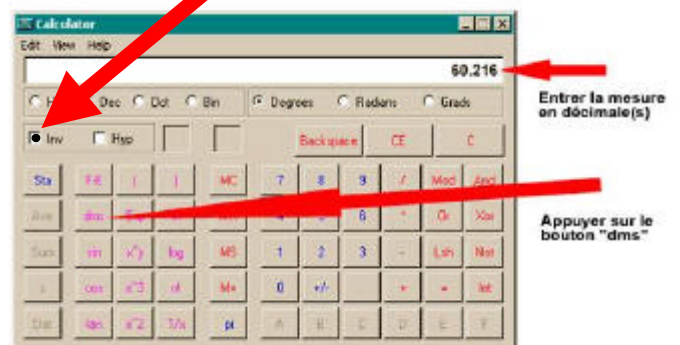 Calculator
Edit View Help
60.216
Dec Oct Bin Degrees Radians Grads
Entrer la mesure
en décimale(s)
Inv Hyp
Backspace CE C
Sta F-E ( ) MC 7 8 9 / Mod And
Ave dms 6 * Or Xor
Appuyer sur le
bouton "dms"
Sum sin x^y log MS 1 2 3 - Lsh Not
s cos x^3 n! M+ 0 +/- + = Int
Dat tan x^2 1/x pi A B C D E F